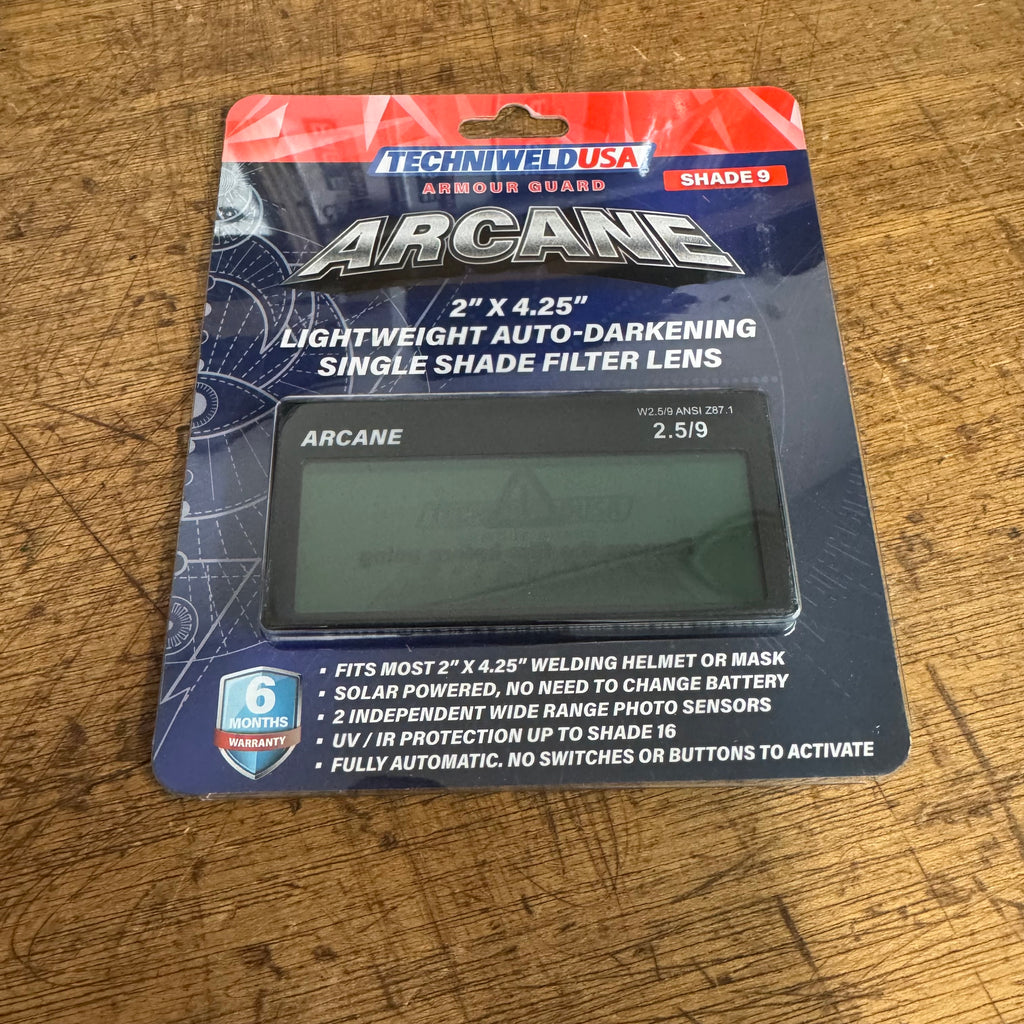 TECHNIWELDUSA
ARMOUR GUARD
SHADE 9
ARCANE
2" X 4.25"
LIGHTWEIGHT AUTO-DARKENING
SINGLE SHADE FILTER LENS
W2.5/9 ANSI Z87.1
ARCANE
2.5/9
6
MONTHS
WARRANTY
▪ FITS MOST 2" X 4.25" WELDING HELMET OR MASK
▪ SOLAR POWERED, NO NEED TO CHANGE BATTERY
▪ 2 INDEPENDENT WIDE RANGE PHOTO SENSORS
▪ UV / IR PROTECTION UP TO SHADE 16
▪ FULLY AUTOMATIC. NO SWITCHES OR BUTTONS TO ACTIVATE